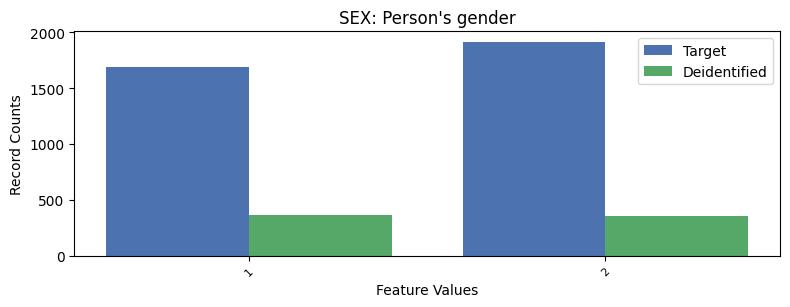 SEX: Person's gender
Record Counts
2000
1500
1000
500
0
Target
Deidentified
1
2
Feature Values